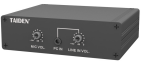 TAIDEN
MIC VOL
PC IN
LINE IN VOL